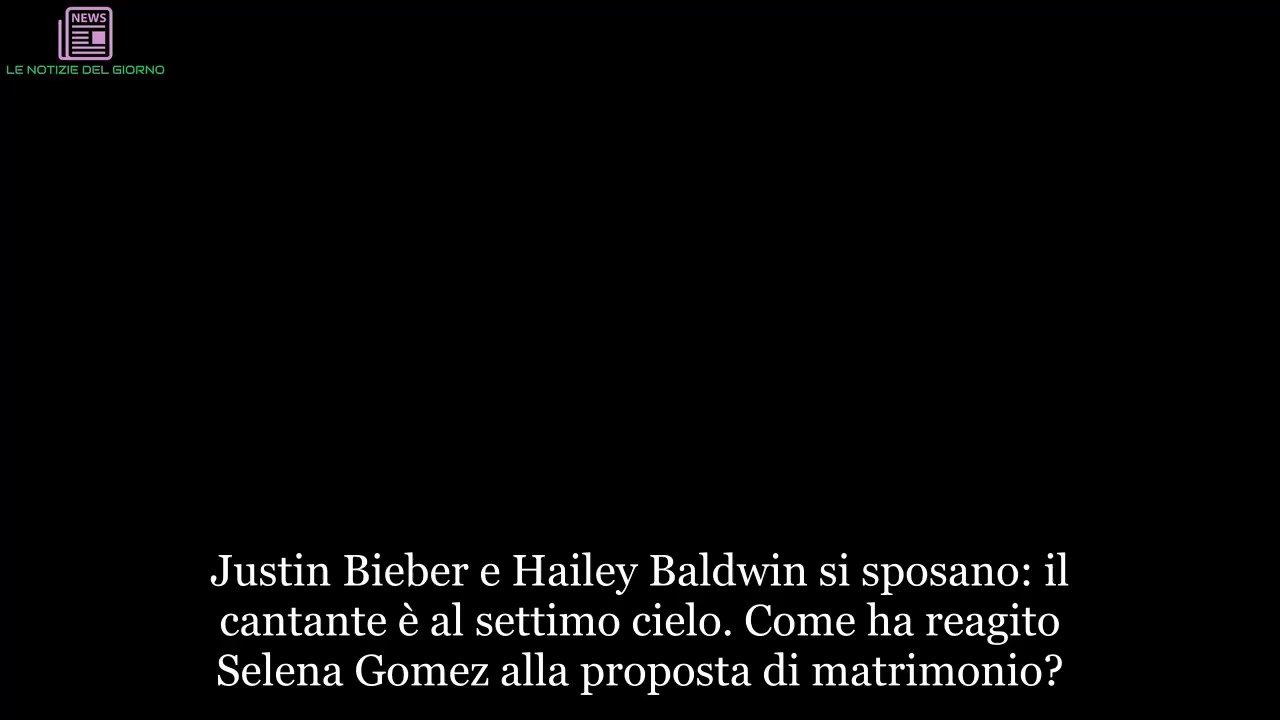 NEWS
LE NOTIZIE DEL GIORNO
Justin Bieber e Hailey Baldwin si sposano: il
cantante è al settimo cielo. Come ha reagito
Selena Gomez alla proposta di matrimonio?